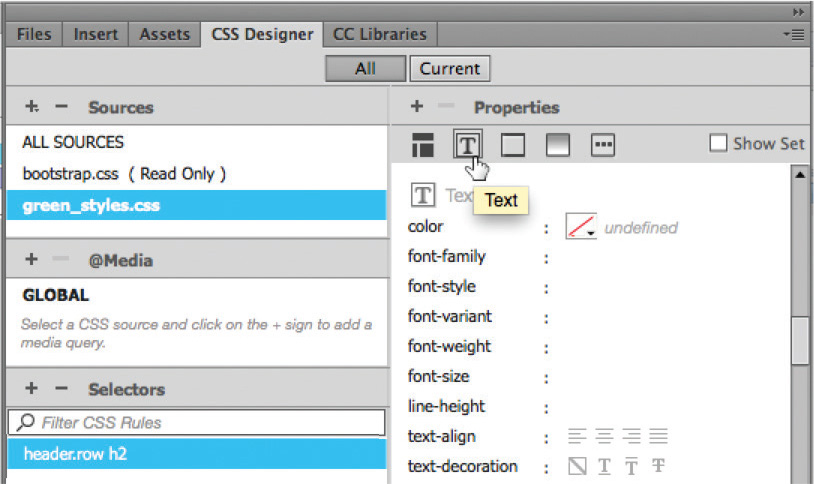 Files Insert Assets CSS Designer CC Libraries
All Current
Sources
ALL SOURCES
bootstrap.css ( Read Only )
green_styles.css
@Media
GLOBAL
Select a CSS source and click on the + sign to add a
media query.
Selectors
Filter CSS Rules
header.row h2
Properties
T Show Set
Text
T Tex
color : undefined
font-family :
font-style :
font-variant :
font-weight :
font-size :
line-height :
text-align :
text-decoration : T T T